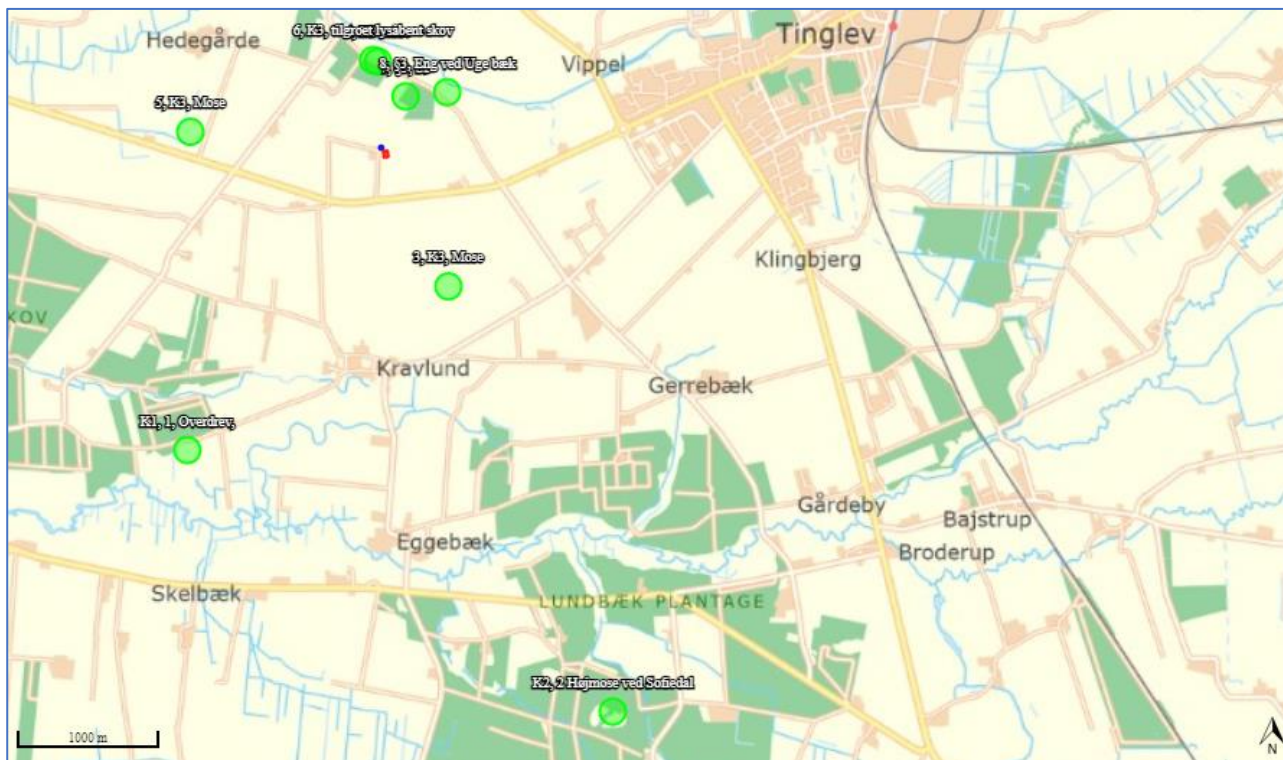 6, K3, tilgroet lysåbent skov
Tinglev
Hedegårde
Vippel
8, §3, Eng ved Uge bæk
5, K3, Mose
3, K3, Mose
Klingbjerg
KOV
Kravlund
Gerrebæk
K1, 1, Overdrev,
Gårdeby
Bajstrup
Eggebæk
Broderup
Skelbæk
LUNDBÆK PLANTAGE
K2, 2 Højmose ved Sofiedal
1000 m
N